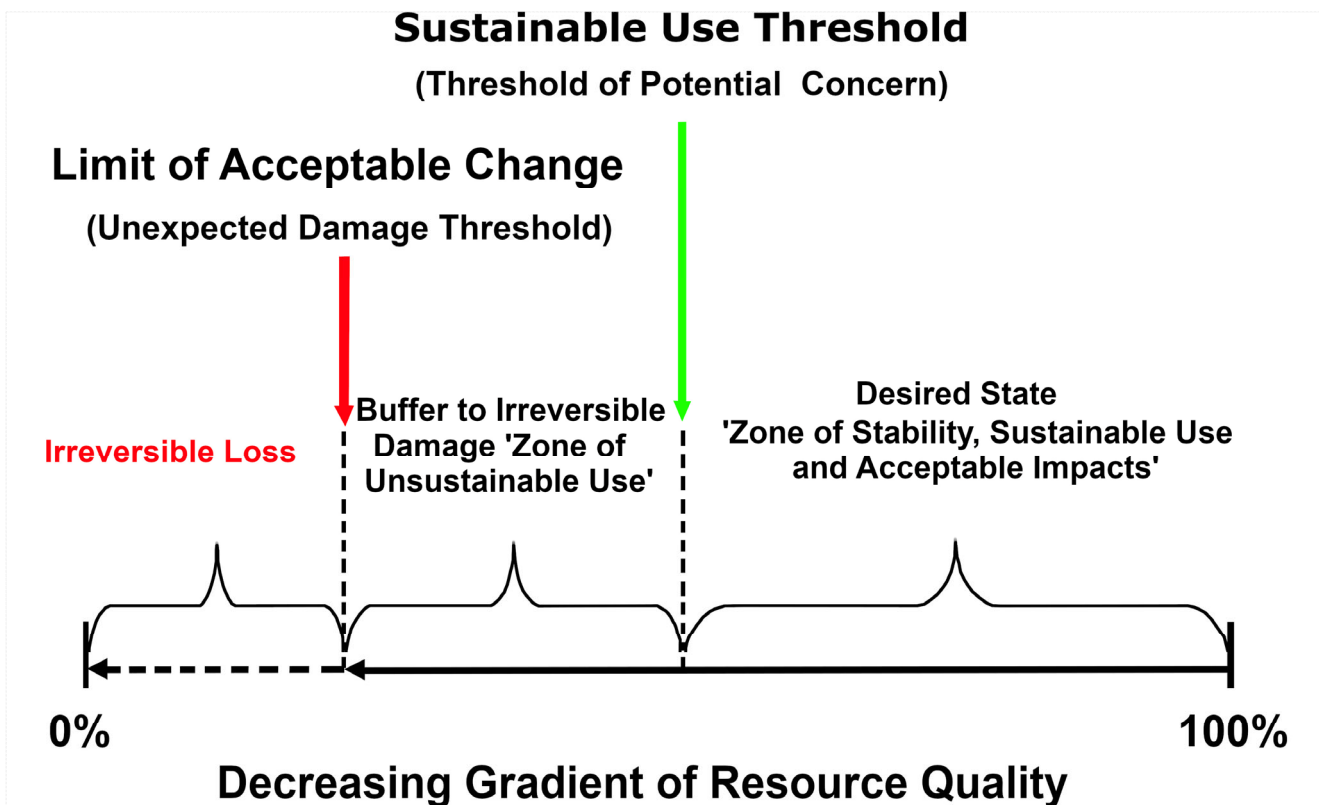 Sustainable Use Threshold
(Threshold of Potential Concern)
Limit of Acceptable Change
(Unexpected Damage Threshold)
Irreversible Loss
Buffer to Irreversible
Damage 'Zone of
Unsustainable Use'
Desired State
'Zone of Stability, Sustainable Use
and Acceptable Impacts'
0%
100%
Decreasing Gradient of Resource Quality